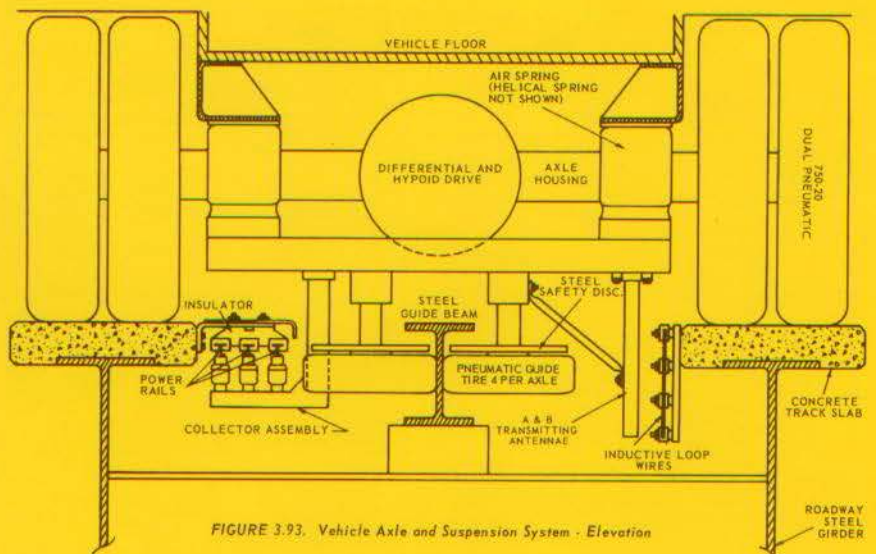 VEHICLE FLOOR
AIR SPRING
(HELICAL SPRING
NOT SHOWN)
DIFFERENTIAL AND
HYPOID DRIVE
AXLE
HOUSING
750-20
DUAL PNEUMATIC
STEEL
SAFETY DISC.
INSULATOR
STEEL
GUIDE BEAM
POWER
RAILS
PNEUMATIC GUIDE
TIRE 4 PER AXLE
COLLECTOR ASSEMBLY
A & B
TRANSMITTING
ANTENNAE
INDUCTIVE LOOP
WIRES
CONCRETE
TRACK SLAB
ROADWAY
STEEL
GIRDER
FIGURE 3.93. Vehicle Axle and Suspension System - Elevation